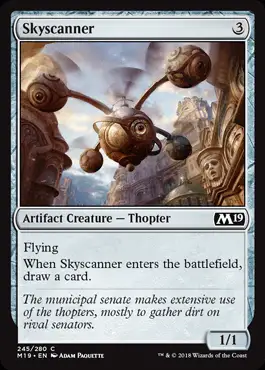 Skyscanner 3
Artifact Creature — Thopter M19
Flying
When Skyscanner enters the battlefield,
draw a card.
The municipal senate makes extensive use
of the thopters, mostly to gather dirt on
rival senators.
1/1
245/280 C
M19 • EN Adam Paquette ™ & © 2018 Wizards of the Coast